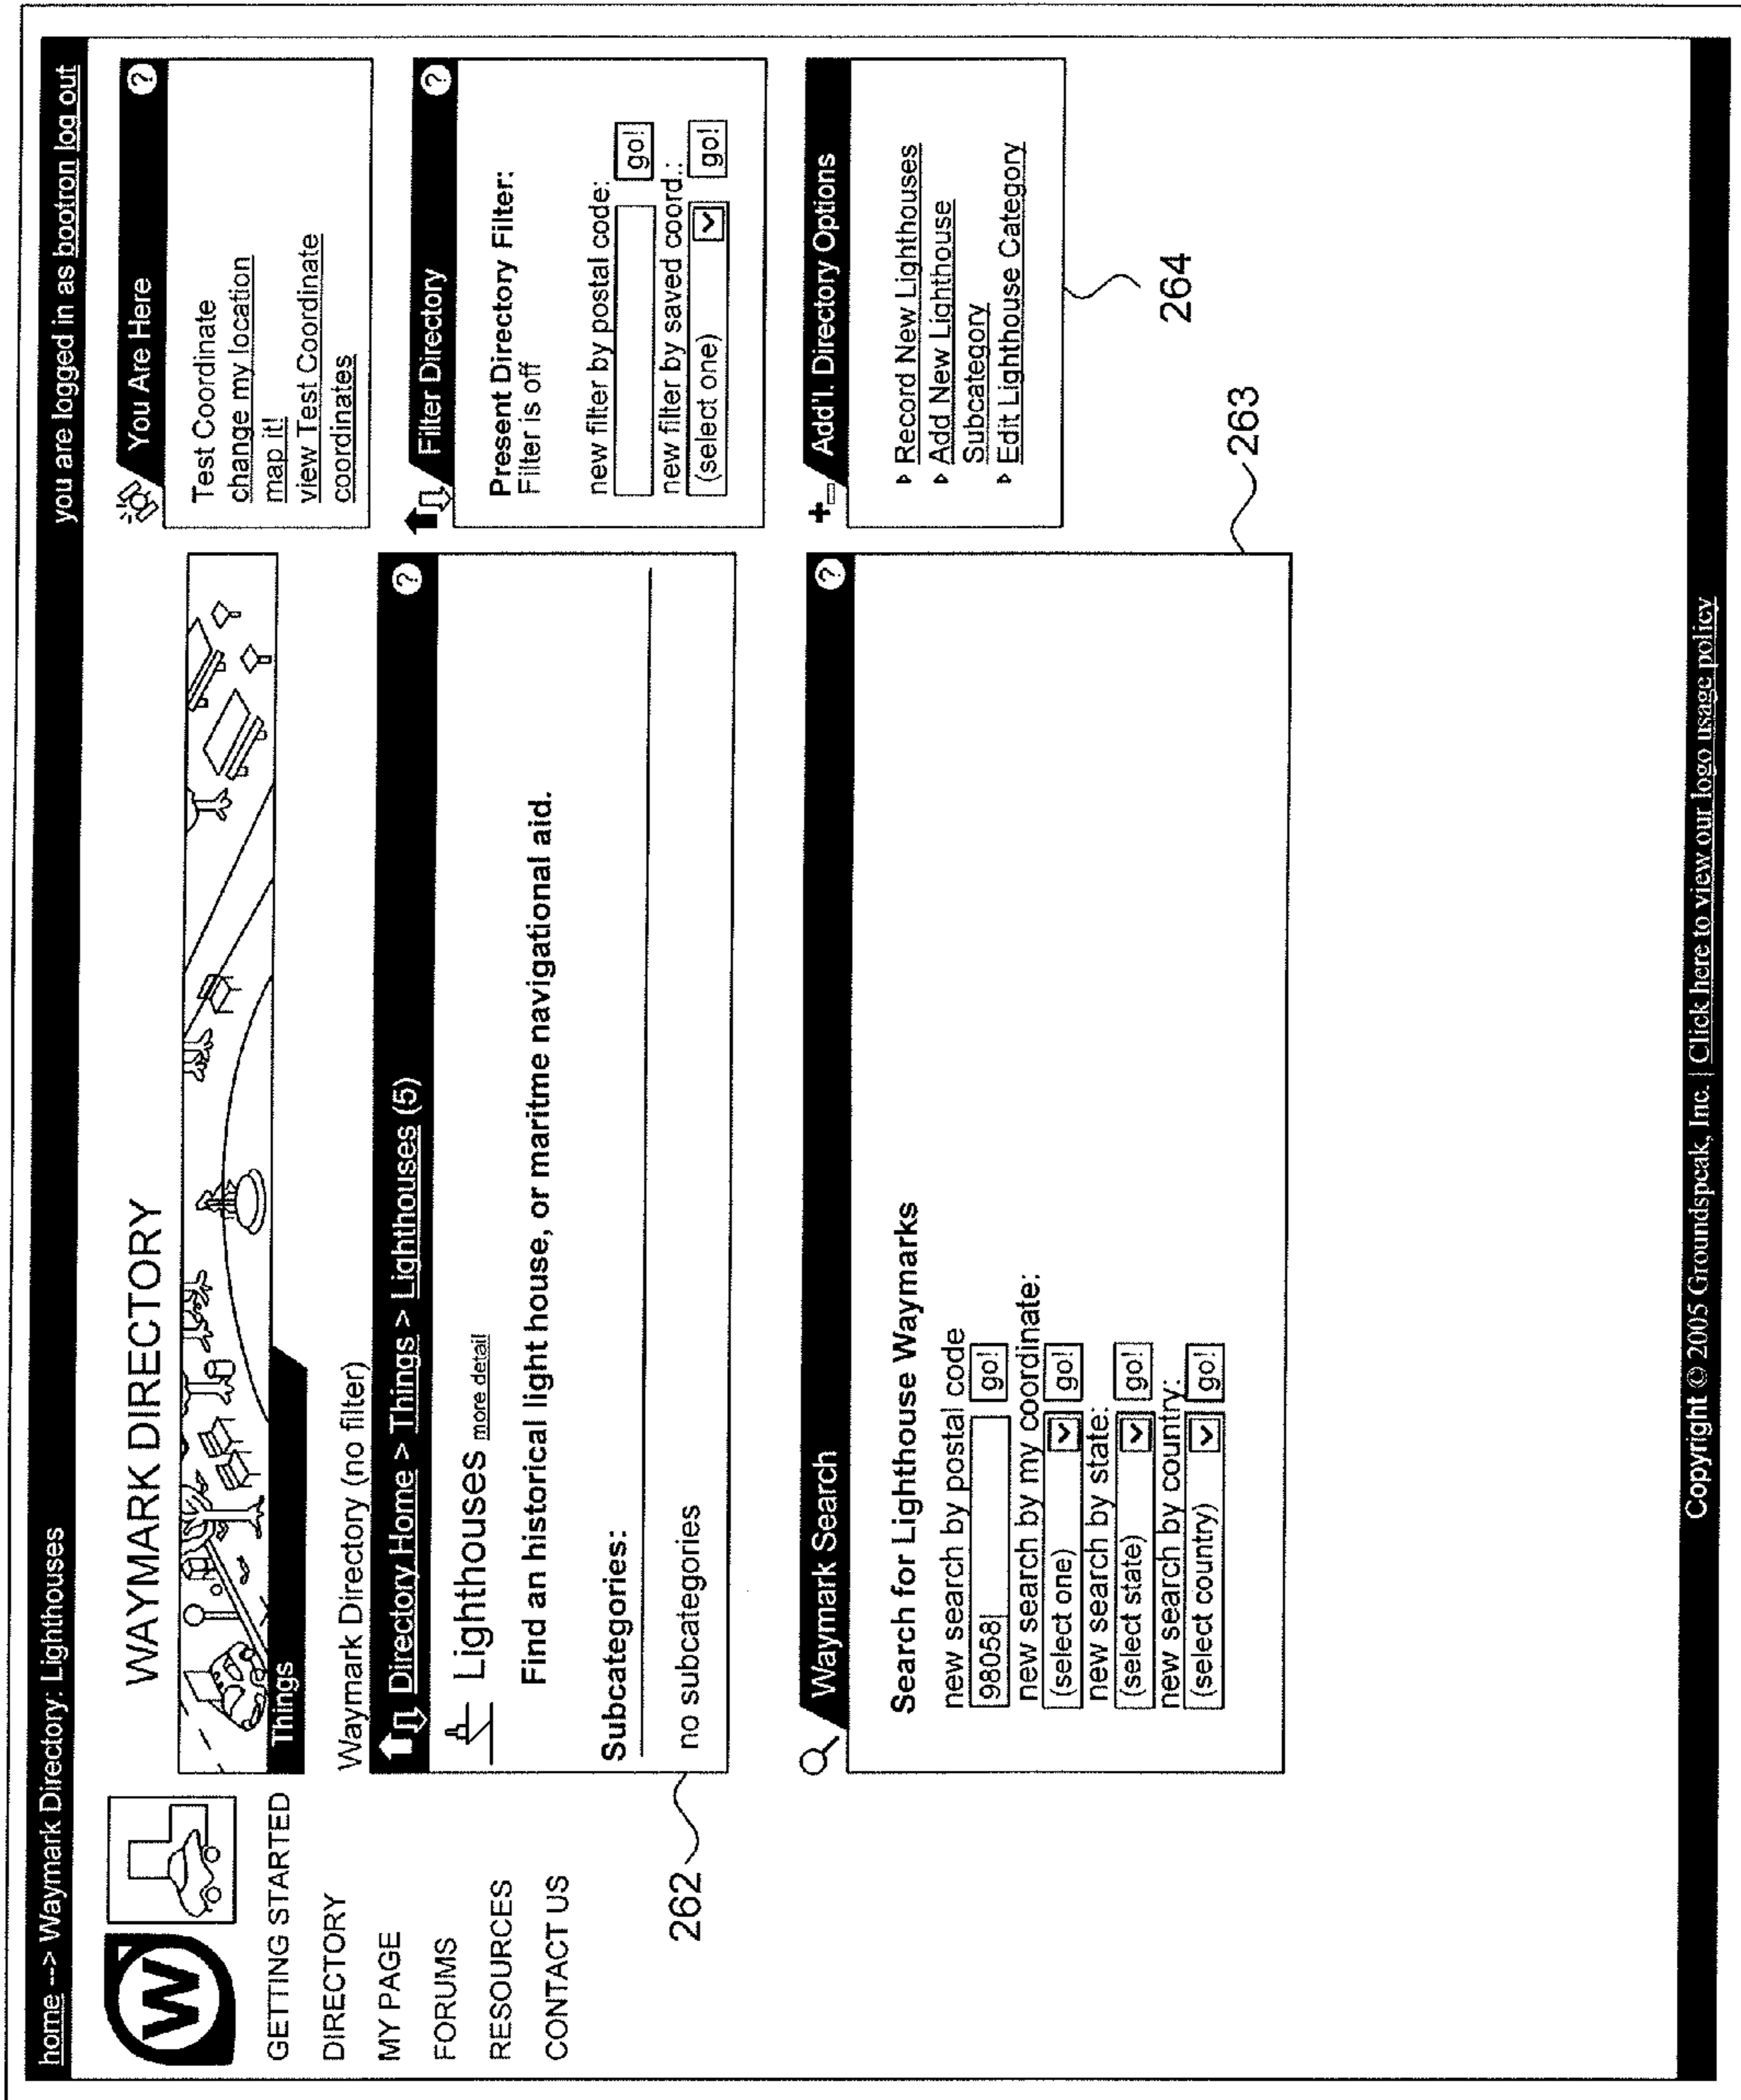 home --> Waymark Directory: Lighthouses
you are logged in as bootron log out
W
GETTING STARTED
DIRECTORY
MY PAGE
FORUMS
RESOURCES
CONTACT US
WAYMARK DIRECTORY
Things
Waymark Directory (no filter)
Directory Home > Things > Lighthouses (5) ?
Lighthouses more detail
Find an historical light house, or maritme navigational aid.
Subcategories:
no subcategories
262
Waymark Search ?
Search for Lighthouse Waymarks
new search by postal code
98058 go!
new search by my coordinate:
(select one) go!
new search by state:
(select state) go!
new search by country:
(select country) go!
263
You Are Here ?
Test Coordinate
change my location
map it!
view Test Coordinate
coordinates
Filter Directory ?
Present Directory Filter:
Filter is off
new filter by postal code:
go!
new filter by saved coord.:
(select one) go!
Add'l. Directory Options
Record New Lighthouses
Add New Lighthouse
Subcategory
Edit Lighthouse Category
264
Copyright © 2005 Groundspeak, Inc. | Click here to view our logo usage policy